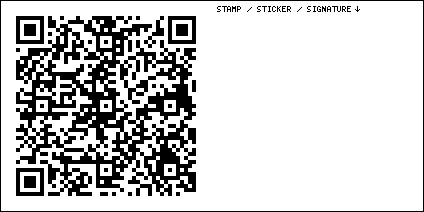 STAMP / STICKER / SIGNATURE ↓